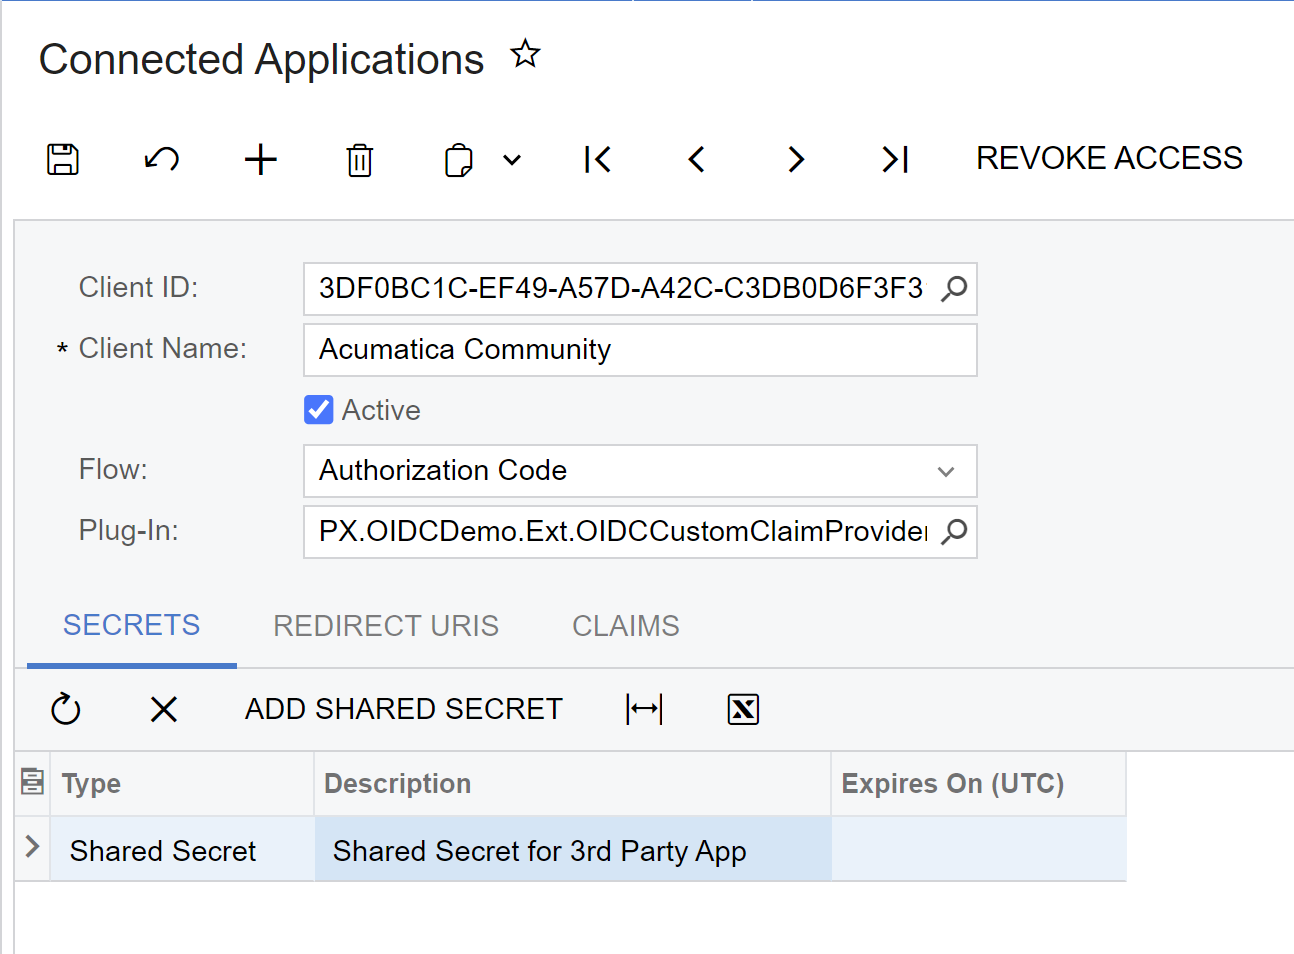 Connected Applications
REVOKE ACCESS
Client ID: 3DF0BC1C-EF49-A57D-A42C-C3DB0D6F3F3
* Client Name: Acumatica Community
Active
Flow: Authorization Code
Plug-In: PX.OIDCDemo.Ext.OIDCCustomClaimProvider
SECRETS REDIRECT URIS CLAIMS
ADD SHARED SECRET
Type Description Expires On (UTC)
Shared Secret Shared Secret for 3rd Party App